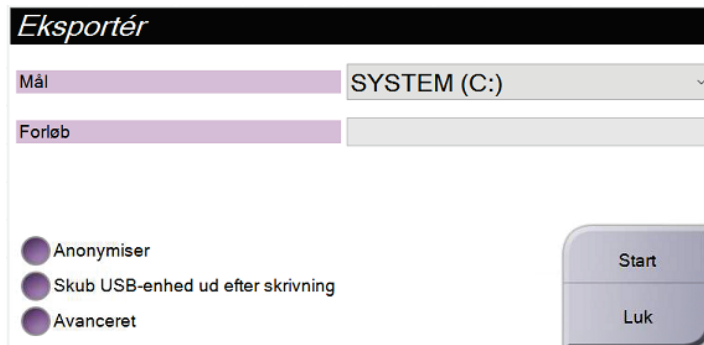 Eksportér
Mål
SYSTEM (C:)
Forløb
Anonymiser
Skub USB-enhed ud efter skrivning
Avanceret
Start
Luk